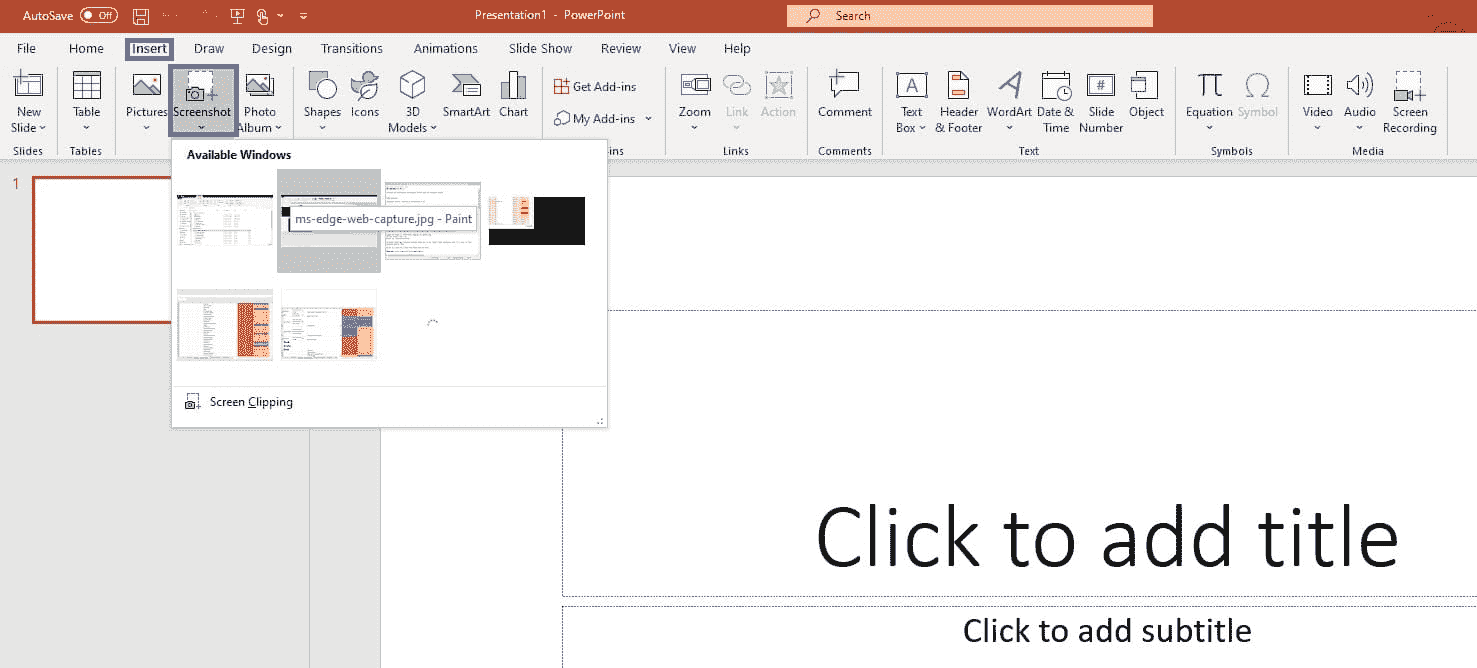 AutoSave Off
Presentation1 - PowerPoint
Search
File Home Insert Draw Design Transitions Animations Slide Show Review View Help
New Slide
Table
Pictures
Screenshot
Photo Album
Shapes
Icons
3D Models
SmartArt
Chart
Get Add-ins
My Add-ins
Zoom
Link
Action
Comment
Text Box
Header & Footer
WordArt
Date & Time
Slide Number
Object
Equation
Symbol
Video
Audio
Screen Recording
Slides
Tables
ins
Links
Comments
Text
Symbols
Media
Available Windows
ms-edge-web-capture.jpg - Paint
Screen Clipping
1
Click to add title
Click to add subtitle